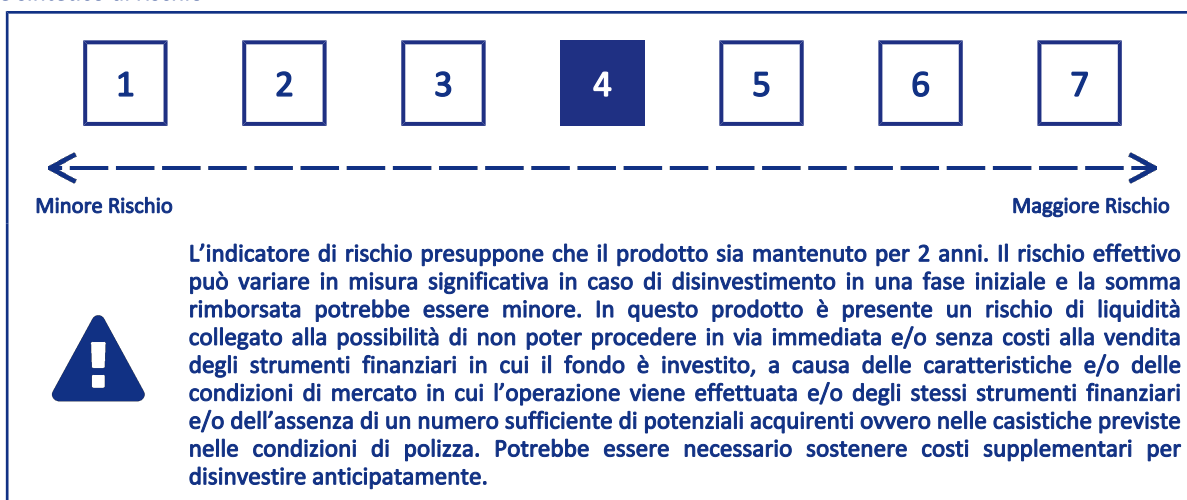 1 2 3 4 5 6 7
Minore Rischio Maggiore Rischio
L'indicatore di rischio presuppone che il prodotto sia mantenuto per 2 anni. Il rischio effettivo
può variare in misura significativa in caso di disinvestimento in una fase iniziale e la somma
rimborsata potrebbe essere minore. In questo prodotto è presente un rischio di liquidità
collegato alla possibilità di non poter procedere in via immediata e/o senza costi alla vendita
degli strumenti finanziari in cui il fondo è investito, a causa delle caratteristiche e/o delle
condizioni di mercato in cui l'operazione viene effettuata e/o degli stessi strumenti finanziari
e/o dell'assenza di un numero sufficiente di potenziali acquirenti ovvero nelle casistiche previste
nelle condizioni di polizza. Potrebbe essere necessario sostenere costi supplementari per
disinvestire anticipatamente.